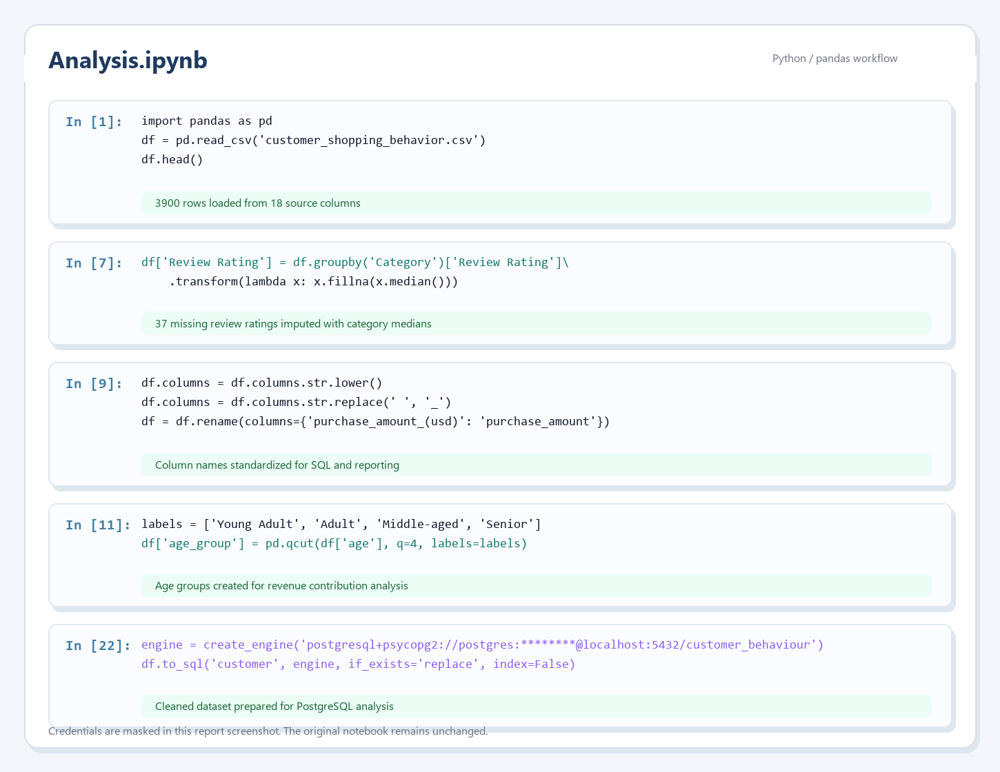 Analysis.ipynb
Python / pandas workflow
In [1]:
import pandas as pd
df = pd.read_csv('customer_shopping_behavior.csv')
df.head()
3900 rows loaded from 18 source columns
In [7]:
df['Review Rating'] = df.groupby('Category')['Review Rating']\
    .transform(lambda x: x.fillna(x.median()))
37 missing review ratings imputed with category medians
In [9]:
df.columns = df.columns.str.lower()
df.columns = df.columns.str.replace(' ', '_')
df = df.rename(columns={'purchase_amount_(usd)': 'purchase_amount'})
Column names standardized for SQL and reporting
In [11]:
labels = ['Young Adult', 'Adult', 'Middle-aged', 'Senior']
df['age_group'] = pd.qcut(df['age'], q=4, labels=labels)
Age groups created for revenue contribution analysis
In [22]:
engine = create_engine('postgresql+psycopg2://postgres:********@localhost:5432/customer_behaviour')
df.to_sql('customer', engine, if_exists='replace', index=False)
Cleaned dataset prepared for PostgreSQL analysis
Credentials are masked in this report screenshot. The original notebook remains unchanged.